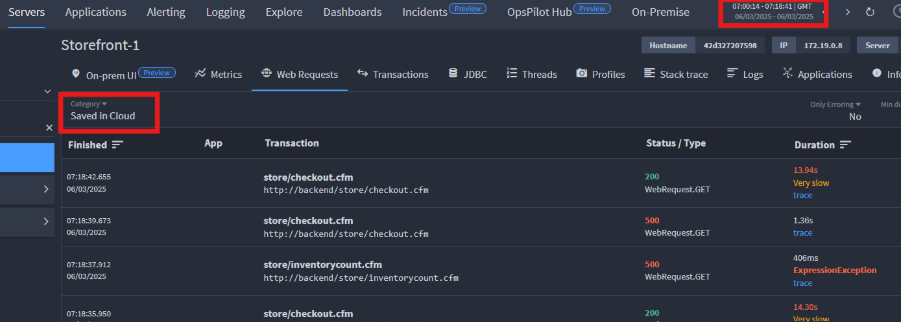 Servers Applications Alerting Logging Explore Dashboards Incidents Preview OpsPilot Hub Preview On-Premise 07:00:14 - 07:18:41 | GMT
06/03/2025 - 06/03/2025
Storefront-1 Hostname 42d327207598 IP 172.19.0.8 Server
On-prem UI Preview Metrics Web Requests Transactions JDBC Threads Profiles Stack trace Logs Applications Info
Category Only Erroring Min du
Saved in Cloud No
Finished App Transaction Status / Type Duration
07:18:42.655 store/checkout.cfm 200 13.94s
06/03/2025 http://backend/store/checkout.cfm WebRequest.GET Very slow
trace
07:18:39.673 store/checkout.cfm 500 1.36s
06/03/2025 http://backend/store/checkout.cfm WebRequest.GET trace
07:18:37.912 store/inventorycount.cfm 500 406ms
06/03/2025 http://backend/store/inventorycount.cfm WebRequest.GET ExpressionException
trace
07:18:35.950 store/checkout.cfm 200 14.30s
Very slow